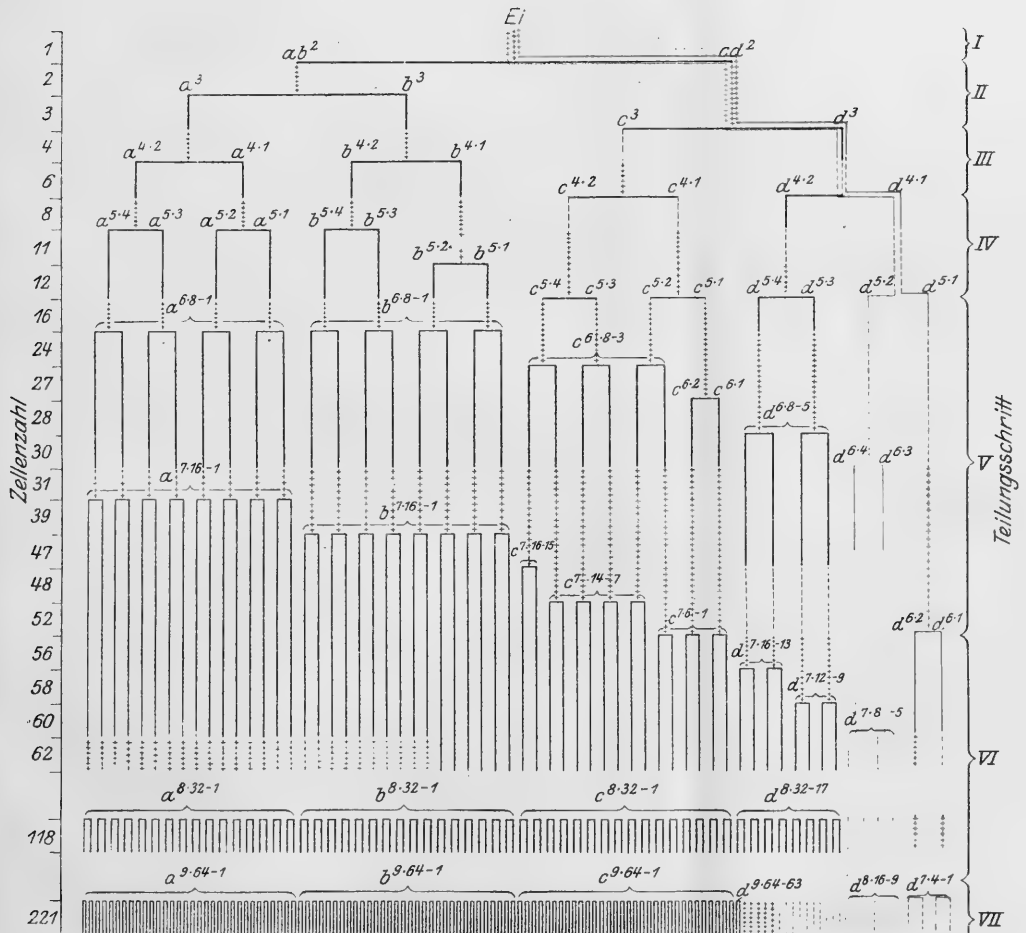 Ei
1 ab² cd² I
2 a³ b³ II
3 c³ d³
4 a⁴·² a⁴·¹ b⁴·² b⁴·¹ III
6 c⁴·² c⁴·¹ d⁴·² d⁴·¹
8 a⁵·⁴ a⁵·³ a⁵·² a⁵·¹ b⁵·⁴ b⁵·³
11 b⁵·² b⁵·¹ IV
12 c⁵·⁴ c⁵·³ c⁵·² c⁵·¹ d⁵·⁴ d⁵·³ d⁵·² d⁵·¹
16 a⁶·⁸⁻¹ b⁶·⁸⁻¹
24 c⁶·⁸⁻³
27 c⁶·² c⁶·¹
28 d⁶·⁸⁻⁵
30 d⁶·⁴ d⁶·³ V
31 a⁷·¹⁶⁻¹
39 b⁷·¹⁶⁻¹
47 c⁷·¹⁶⁻¹⁵
48 c⁷·¹⁴⁻⁷
52 c⁷·⁶⁻¹ d⁶·² d⁶·¹
56 d⁷·¹⁶⁻¹³
58 d⁷·¹²⁻⁹
60 d⁷·⁸⁻⁵
62 VI
a⁸·³²⁻¹ b⁸·³²⁻¹ c⁸·³²⁻¹ d⁸·³²⁻¹⁷
118
a⁹·⁶⁴⁻¹ b⁹·⁶⁴⁻¹ c⁹·⁶⁴⁻¹ d⁹·⁶⁴⁻⁶³ d⁸·¹⁶⁻⁹ d⁷·⁴⁻¹
221 VII
Zellenzahl
Teilungsschritt